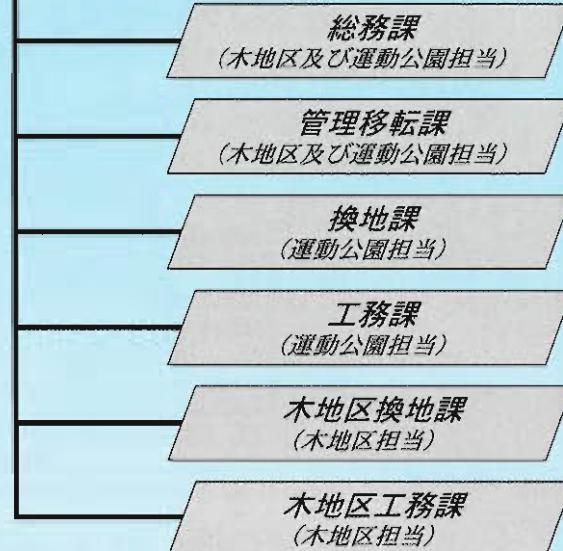 総務課
(木地区及び運動公園担当)
管理移転課
(木地区及び運動公園担当)
換地課
(運動公園担当)
工務課
(運動公園担当)
木地区換地課
(木地区担当)
木地区工務課
(木地区担当)